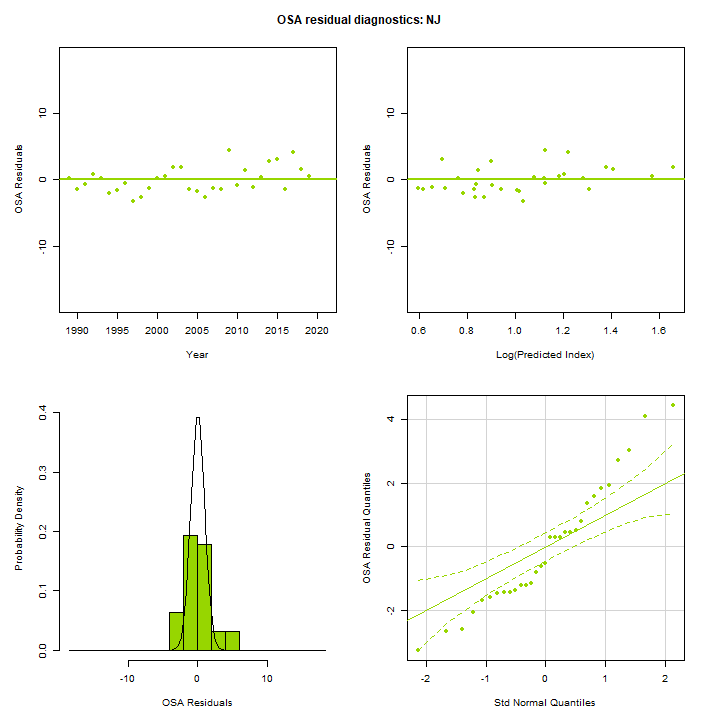 OSA residual diagnostics: NJ
OSA Residuals
10
0
-10
1990 1995 2000 2005 2010 2015 2020
Year
OSA Residuals
10
0
-10
0.6 0.8 1.0 1.2 1.4 1.6
Log(Predicted Index)
Probability Density
0.4
0.3
0.2
0.1
0.0
-10 0 10
OSA Residuals
OSA Residual Quantiles
4
2
0
-2
-2 -1 0 1 2
Std Normal Quantiles